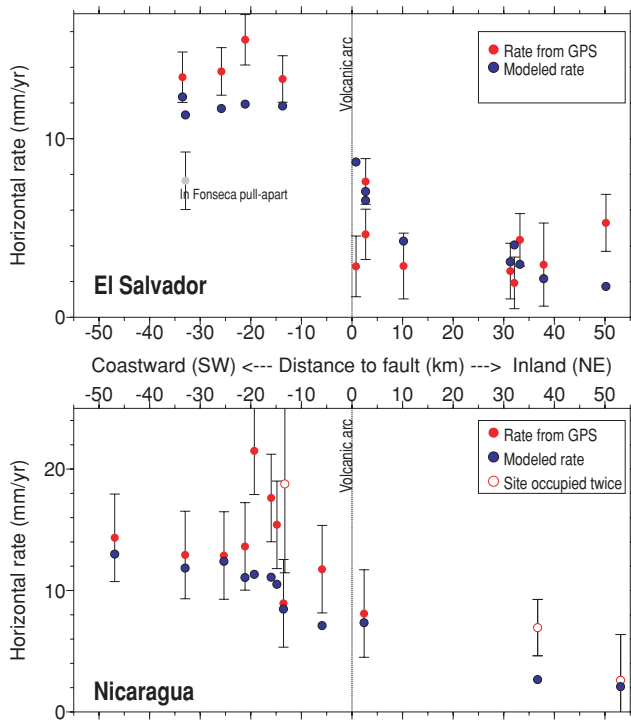 Horizontal rate (mm/yr)
10
0
Volcanic arc
Rate from GPS
Modeled rate
In Fonseca pull-apart
El Salvador
-50 -40 -30 -20 -10 0 10 20 30 40 50
Coastward (SW) <--- Distance to fault (km) ---> Inland (NE)
-50 -40 -30 -20 -10 0 10 20 30 40 50
Horizontal rate (mm/yr)
20
10
0
Volcanic arc
Rate from GPS
Modeled rate
Site occupied twice
Nicaragua